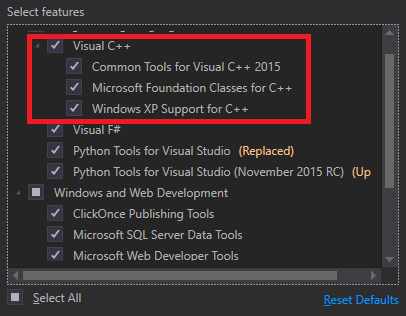 Select features
Visual C++
Common Tools for Visual C++ 2015
Microsoft Foundation Classes for C++
Windows XP Support for C++
Visual F#
Python Tools for Visual Studio (Replaced)
Python Tools for Visual Studio (November 2015 RC) (Up
Windows and Web Development
ClickOnce Publishing Tools
Microsoft SQL Server Data Tools
Microsoft Web Developer Tools
Select All
Reset Defaults